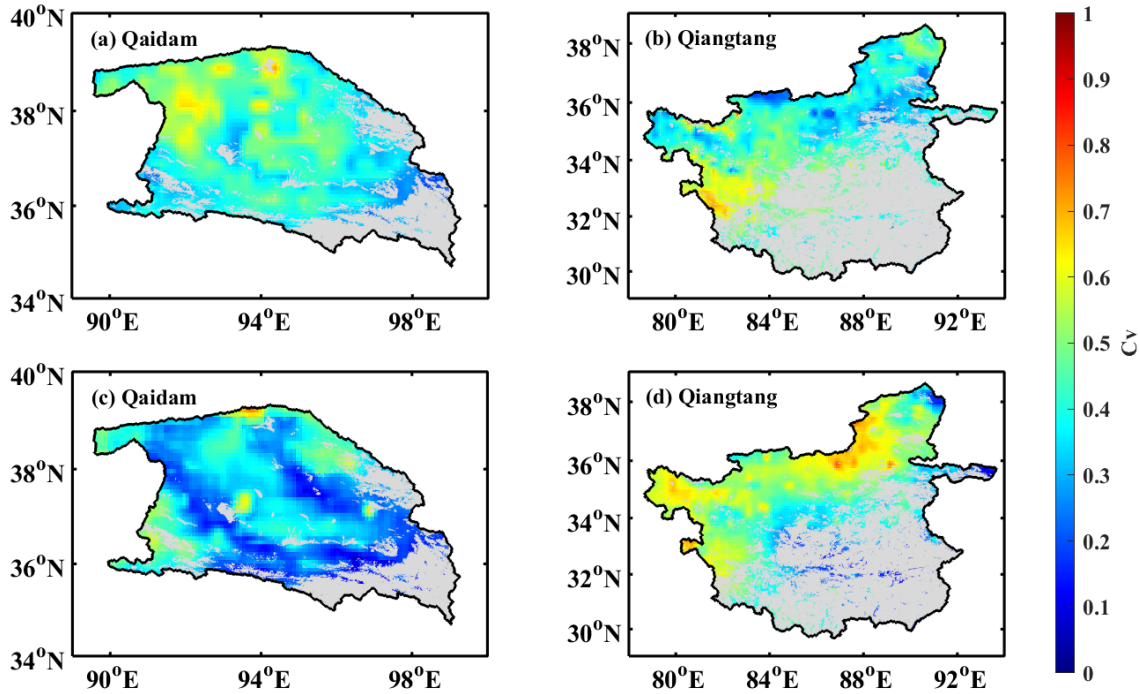 40°N
38°N
36°N
34°N
(a) Qaidam
90°E 94°E 98°E
38°N
36°N
34°N
32°N
30°N
(b) Qiangtang
80°E 84°E 88°E 92°E
40°N
38°N
36°N
34°N
(c) Qaidam
90°E 94°E 98°E
38°N
36°N
34°N
32°N
30°N
(d) Qiangtang
80°E 84°E 88°E 92°E
1
0.9
0.8
0.7
0.6
0.5
0.4
0.3
0.2
0.1
0
Cv